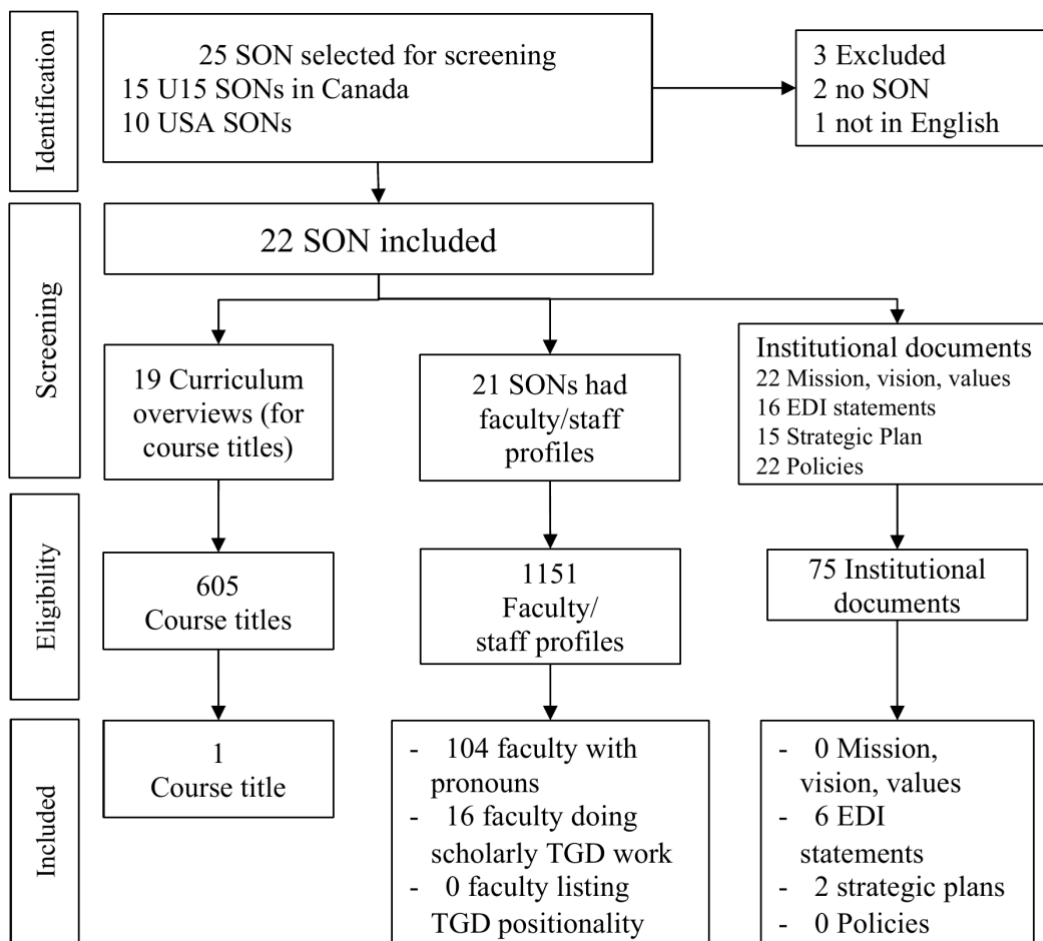 Identification
25 SON selected for screening
15 U15 SONs in Canada
10 USA SONs
3 Excluded
2 no SON
1 not in English
Screening
22 SON included
19 Curriculum
overviews (for
course titles)
21 SONs had
faculty/staff
profiles
Institutional documents
22 Mission, vision, values
16 EDI statements
15 Strategic Plan
22 Policies
Eligibility
605
Course titles
1151
Faculty/
staff profiles
75 Institutional
documents
Included
1
Course title
- 104 faculty with
pronouns
- 16 faculty doing
scholarly TGD work
- 0 faculty listing
TGD positionality
- 0 Mission,
vision, values
- 6 EDI
statements
- 2 strategic plans
- 0 Policies